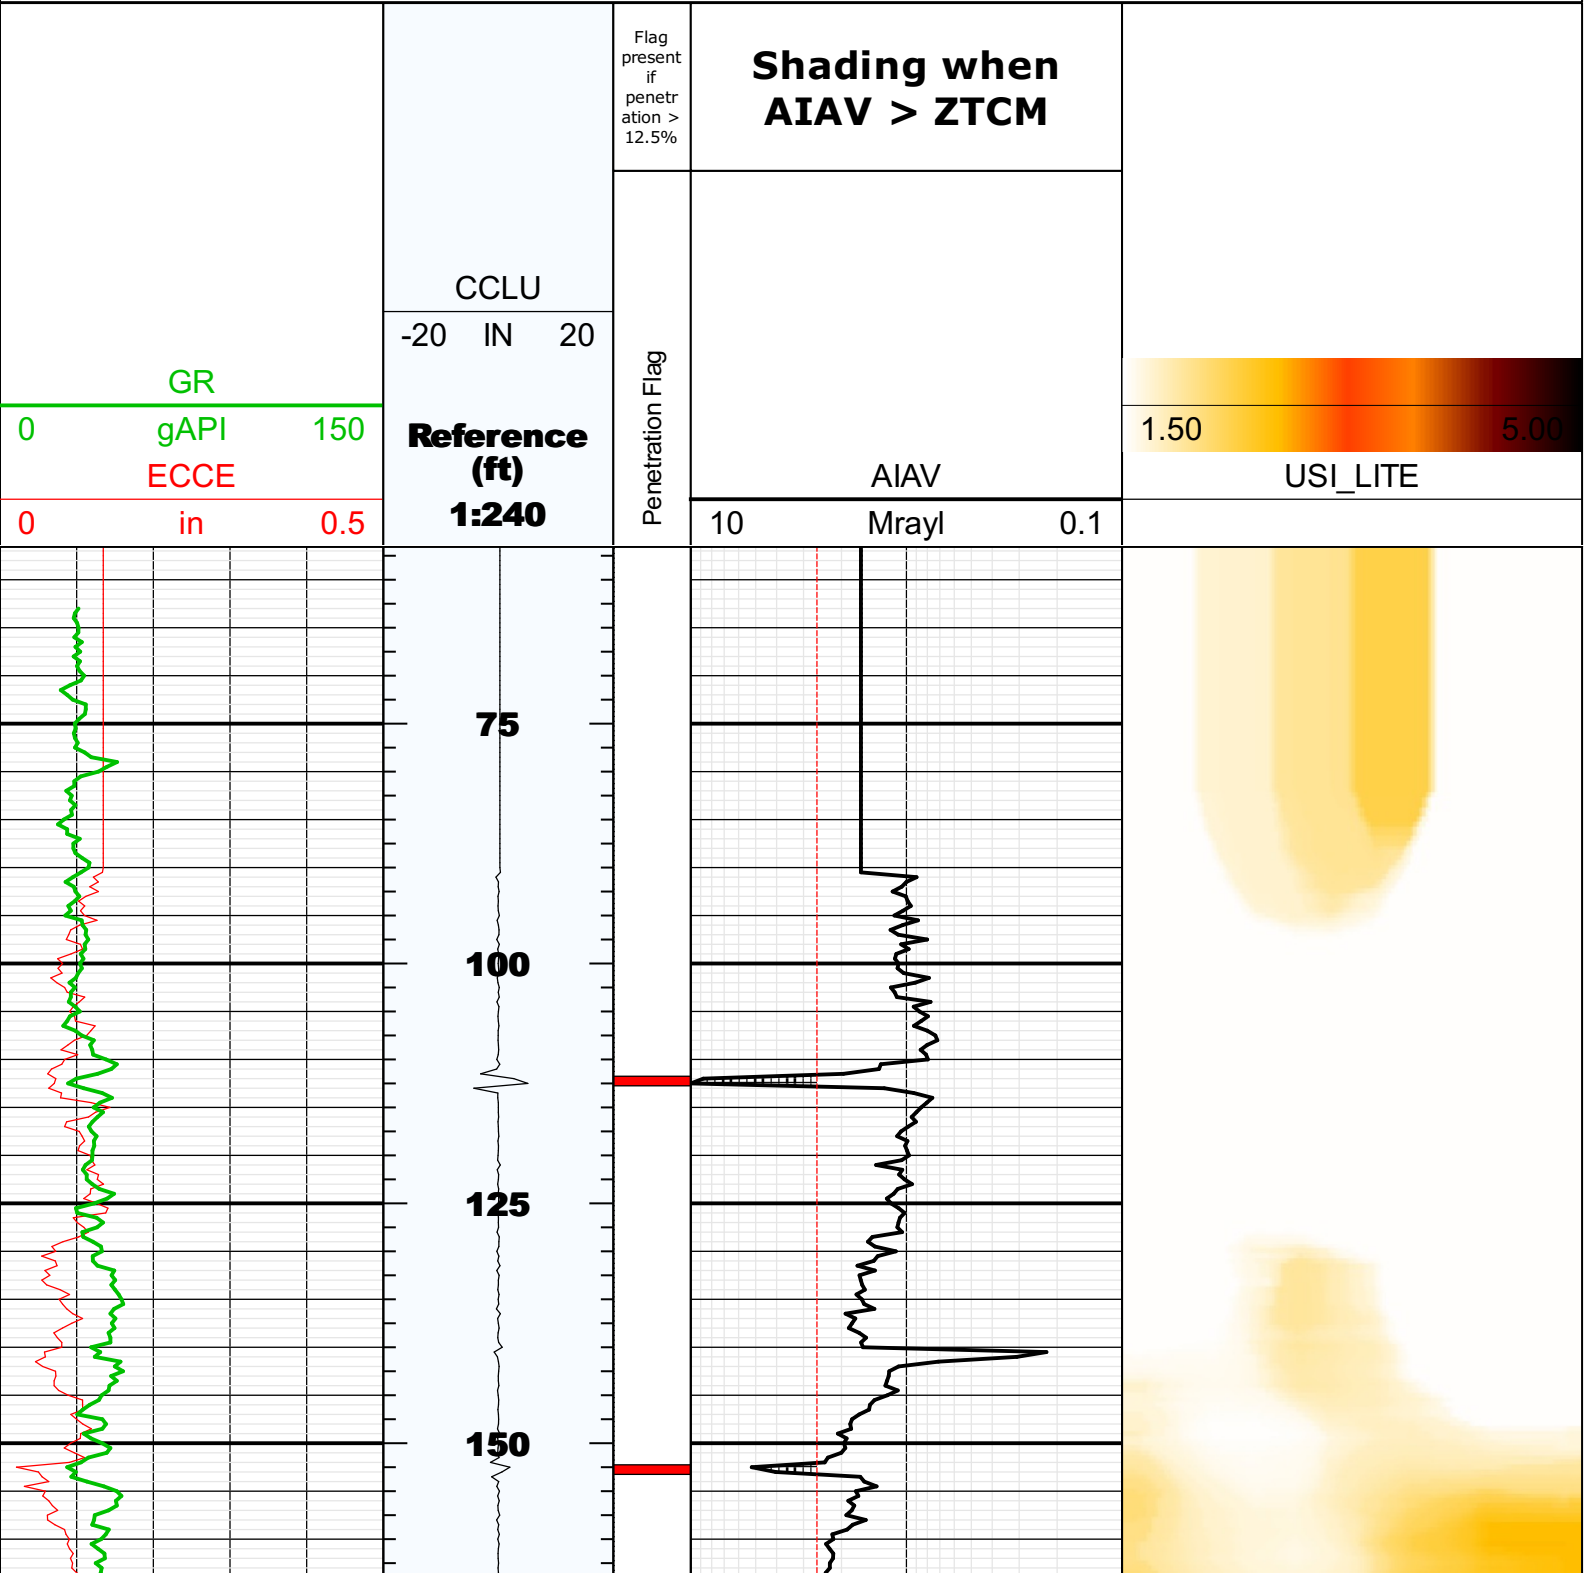 Flag
present
if
penetr
ation >
12.5%
Shading when
AIAV > ZTCM
CCLU
-20 IN 20
GR
0 gAPI 150
ECCE
0 in 0.5
Reference
(ft)
1:240
Penetration Flag
AIAV
10 Mrayl 0.1
1.50 5.00
USI_LITE
75
100
125
150